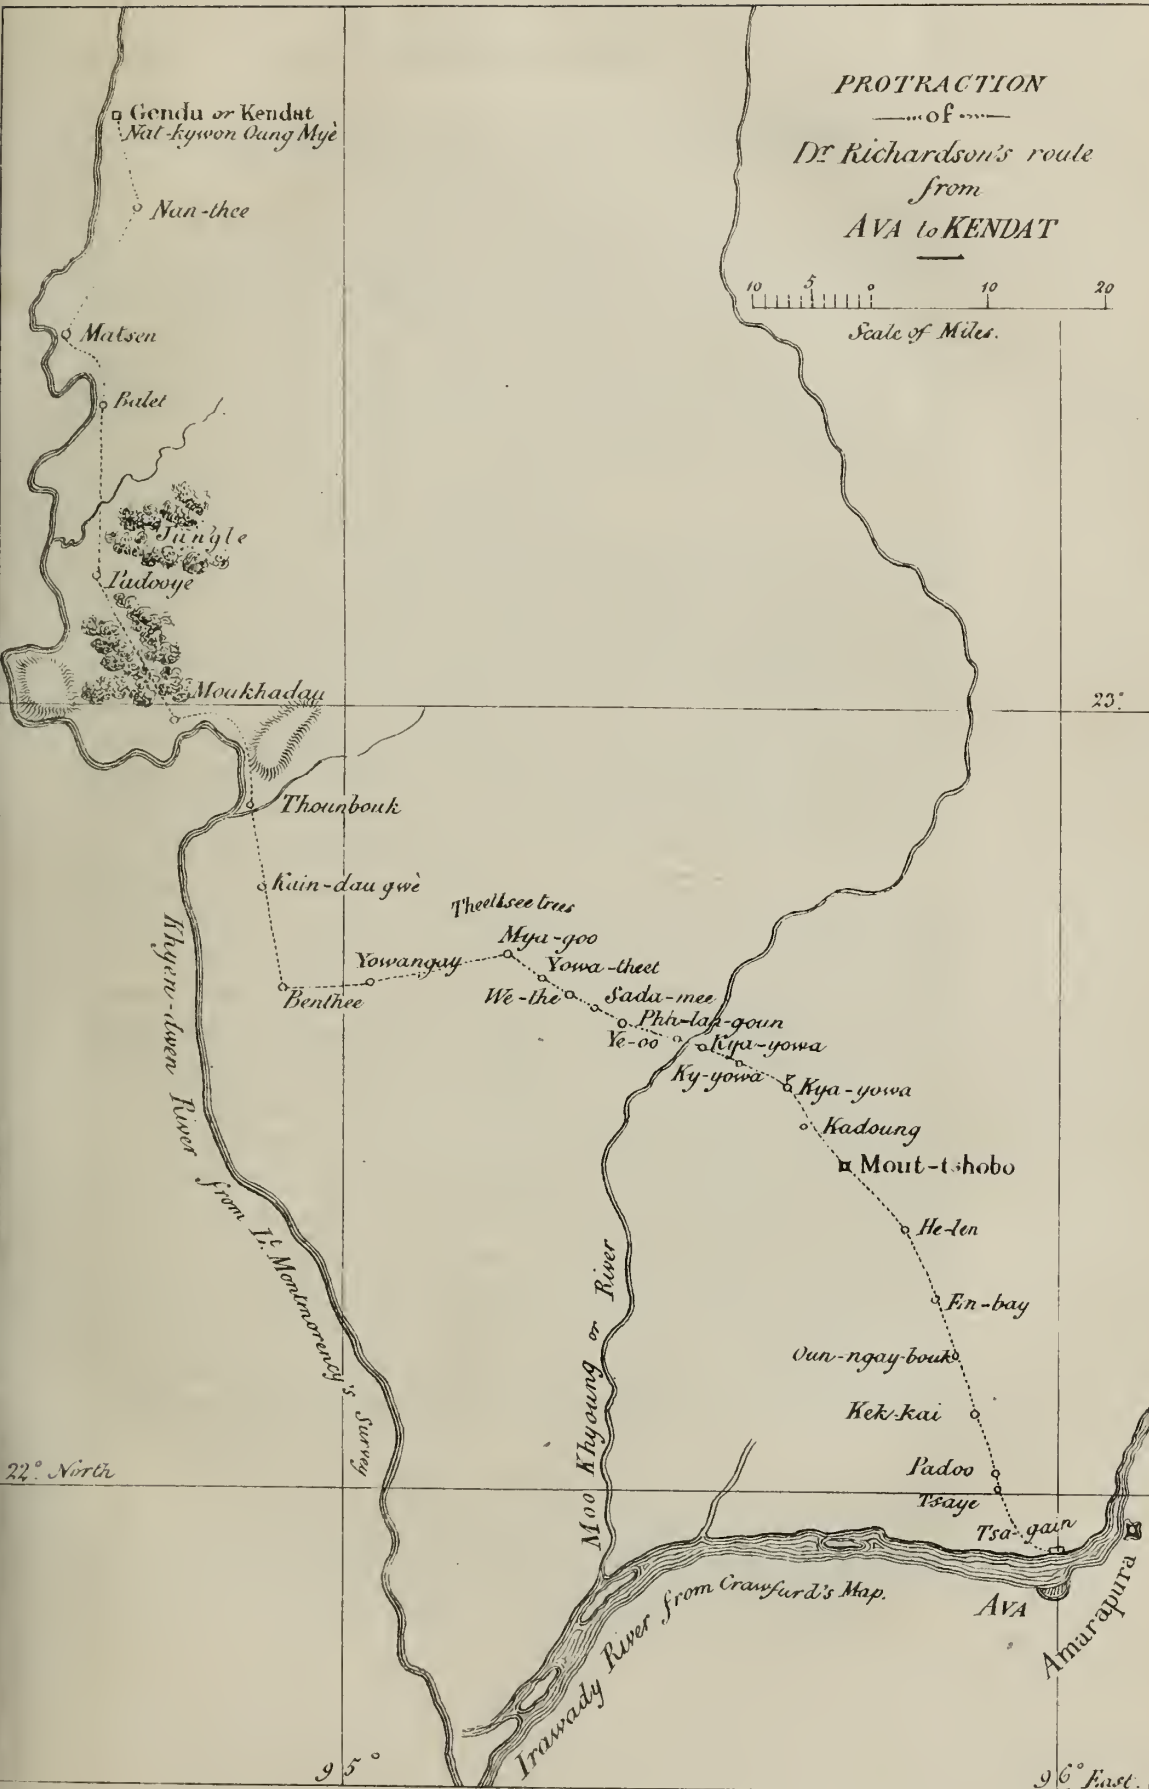 PROTRACTION
of
Dr Richardson's route
from
AVA to KENDAT
10 5 0 10 20
Scale of Miles.
Gendu or Kendat
Nat-kywon Oung Myè
Nan-thee
Matsen
Balet
Jungle
Padooye
Moukhadau
23°
Thounbouk
Kain-dau gwè
Theetsee trees
Mya-goo
Yowangay
Yowa-theet
Benthee
We-the
Sada-mee
Phla-lan-goun
Ye-oo
Kya-yowa
Ky-yowa
Kya-yowa
Kadoung
Mout-tshobo
He-len
En-bay
Oun-ngay-bouk
Kek-kai
Padoo
Tsaye
Tsa-gain
22° North
Khyen-dwen River from Lt Montmorency's Survey
Moo Khyoung or River
Irawady River from Crawfurd's Map.
AVA
Amarapura
95°
96° East.